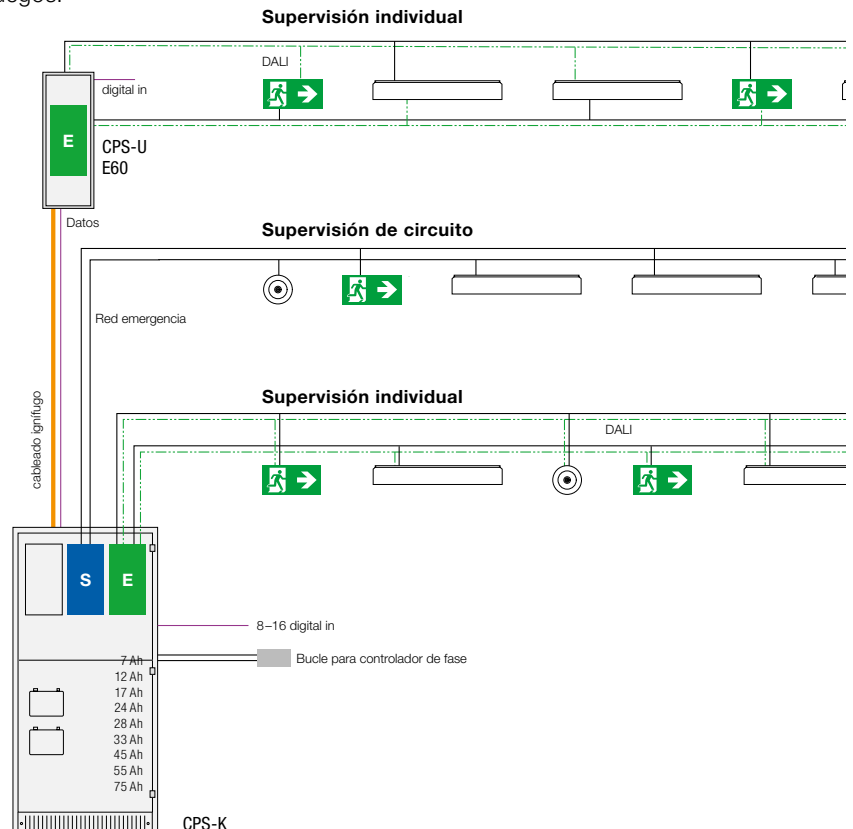 Supervisión individual
DALI
digital in
E
CPS-U
E60
Datos
Supervisión de circuito
Red emergencia
cableado ignífugo
Supervisión individual
DALI
S
E
8–16 digital in
Bucle para controlador de fase
7 Ah
12 Ah
17 Ah
24 Ah
28 Ah
33 Ah
45 Ah
55 Ah
75 Ah
CPS-K